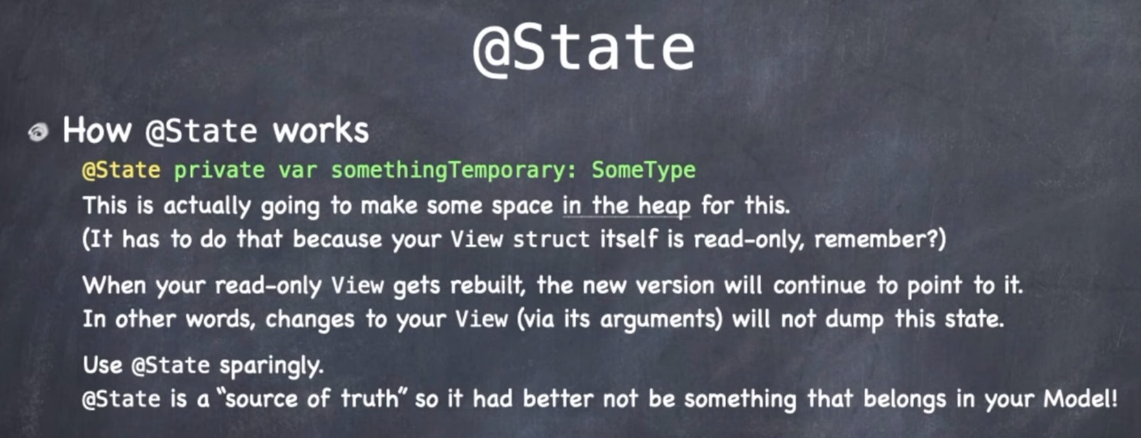 @State
How @State works
@State private var somethingTemporary: SomeType
This is actually going to make some space in the heap for this.
(It has to do that because your View struct itself is read-only, remember?)
When your read-only View gets rebuilt, the new version will continue to point to it.
In other words, changes to your View (via its arguments) will not dump this state.
Use @State sparingly.
@State is a “source of truth” so it had better not be something that belongs in your Model!